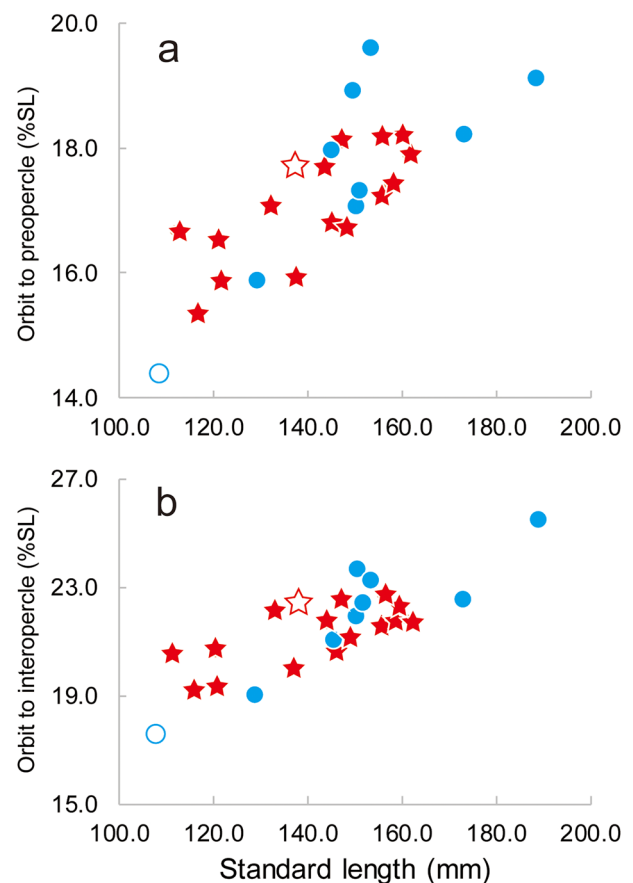 a
Orbit to preopercle (%SL)
20.0
18.0
16.0
14.0
100.0 120.0 140.0 160.0 180.0 200.0
b
Orbit to interopercle (%SL)
27.0
23.0
19.0
15.0
100.0 120.0 140.0 160.0 180.0 200.0
Standard length (mm)